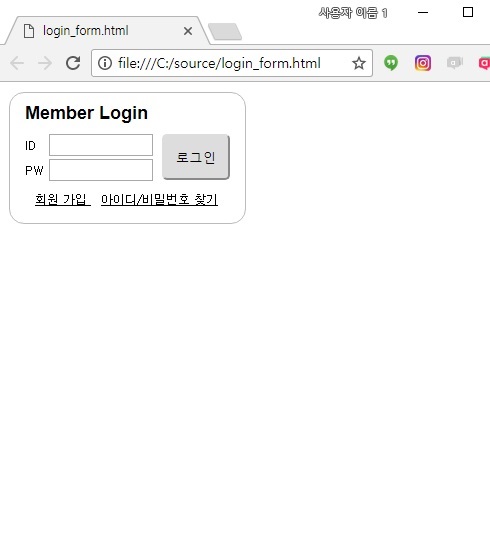 사용자 이름 1
login_form.html
file:///C:/source/login_form.html
Member Login
ID
PW
로그인
회원 가입 아이디/비밀번호 찾기